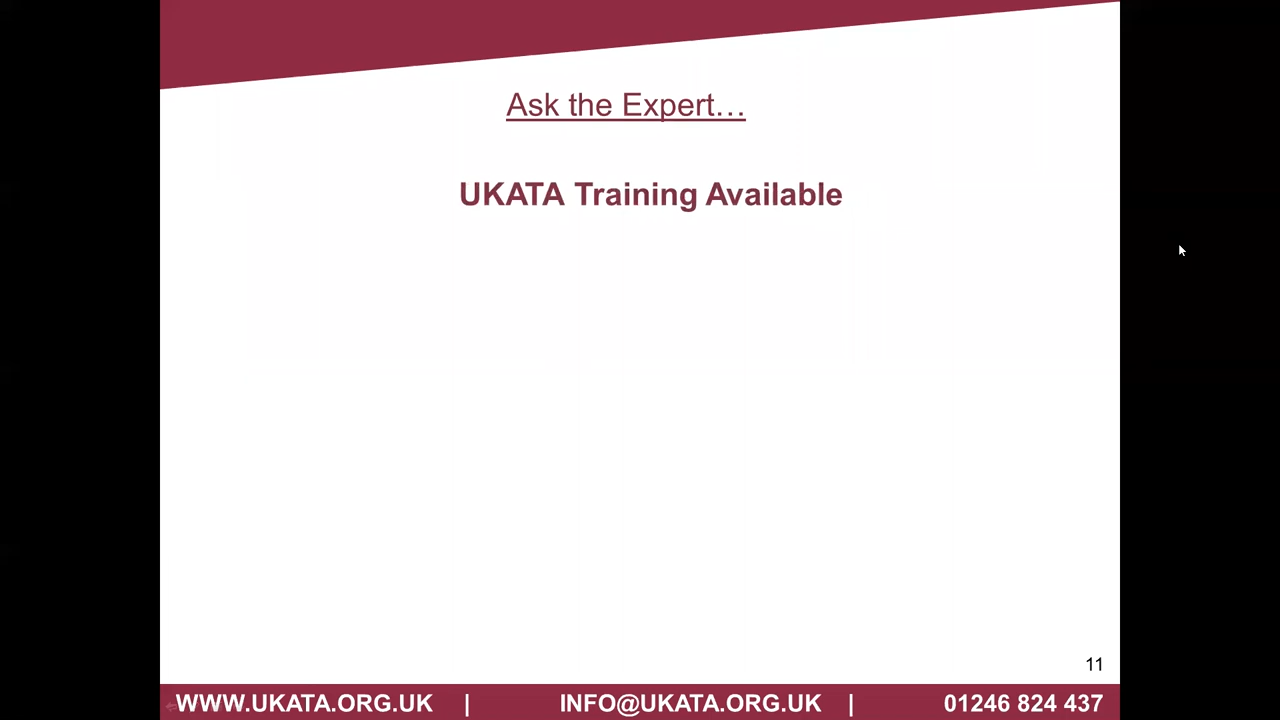 Ask the Expert…
UKATA Training Available
11
WWW.UKATA.ORG.UK | INFO@UKATA.ORG.UK | 01246 824 437